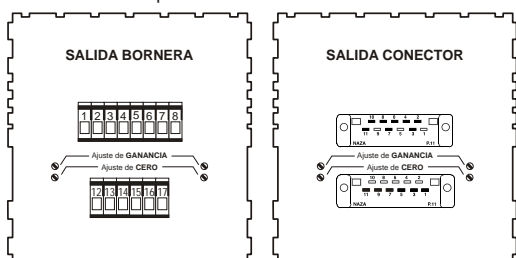 SALIDA BORNERA
1 2 3 4 5 6 7 8
Ajuste de GANANCIA
Ajuste de CERO
12 13 14 15 16 17
SALIDA CONECTOR
10 8 6 4 2
11 9 7 5 3 1
NAZA P.11
Ajuste de GANANCIA
Ajuste de CERO
10 8 6 4 2
11 9 7 5 3 1
NAZA P.11